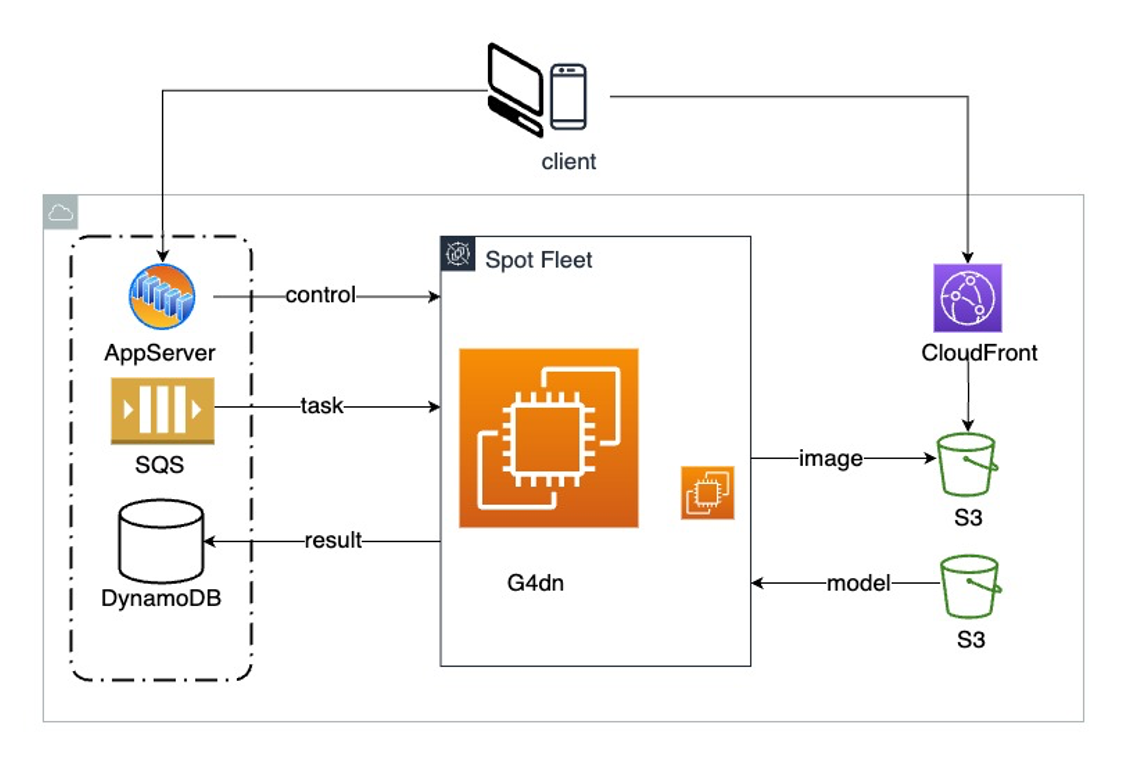 client
Spot Fleet
control
AppServer
CloudFront
task
SQS
image
S3
result
G4dn
model
DynamoDB
S3